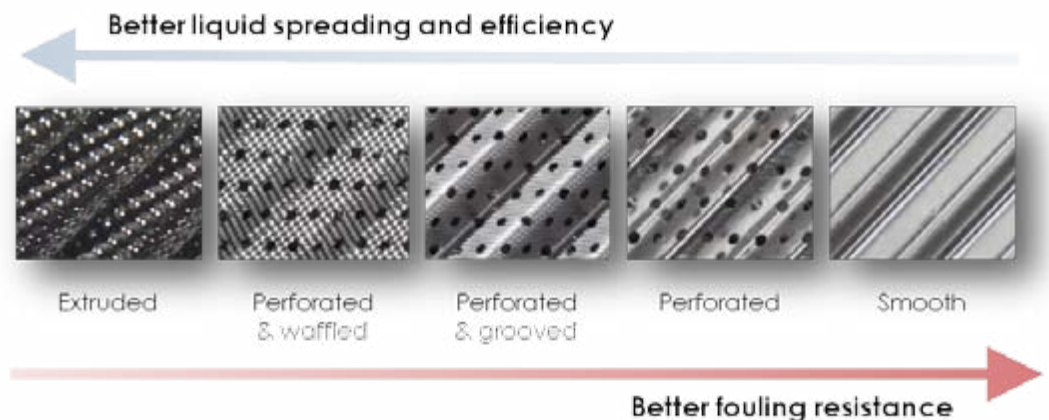 Better liquid spreading and efficiency
Extruded
Perforated
& waffled
Perforated
& grooved
Perforated
Smooth
Better fouling resistance